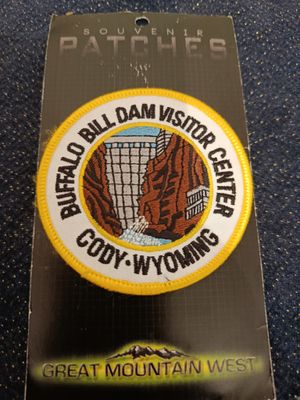 SOUVENIR
PATCHES
BUFFALO BILL DAM VISITOR CENTER
CODY · WYOMING
GREAT MOUNTAIN WEST